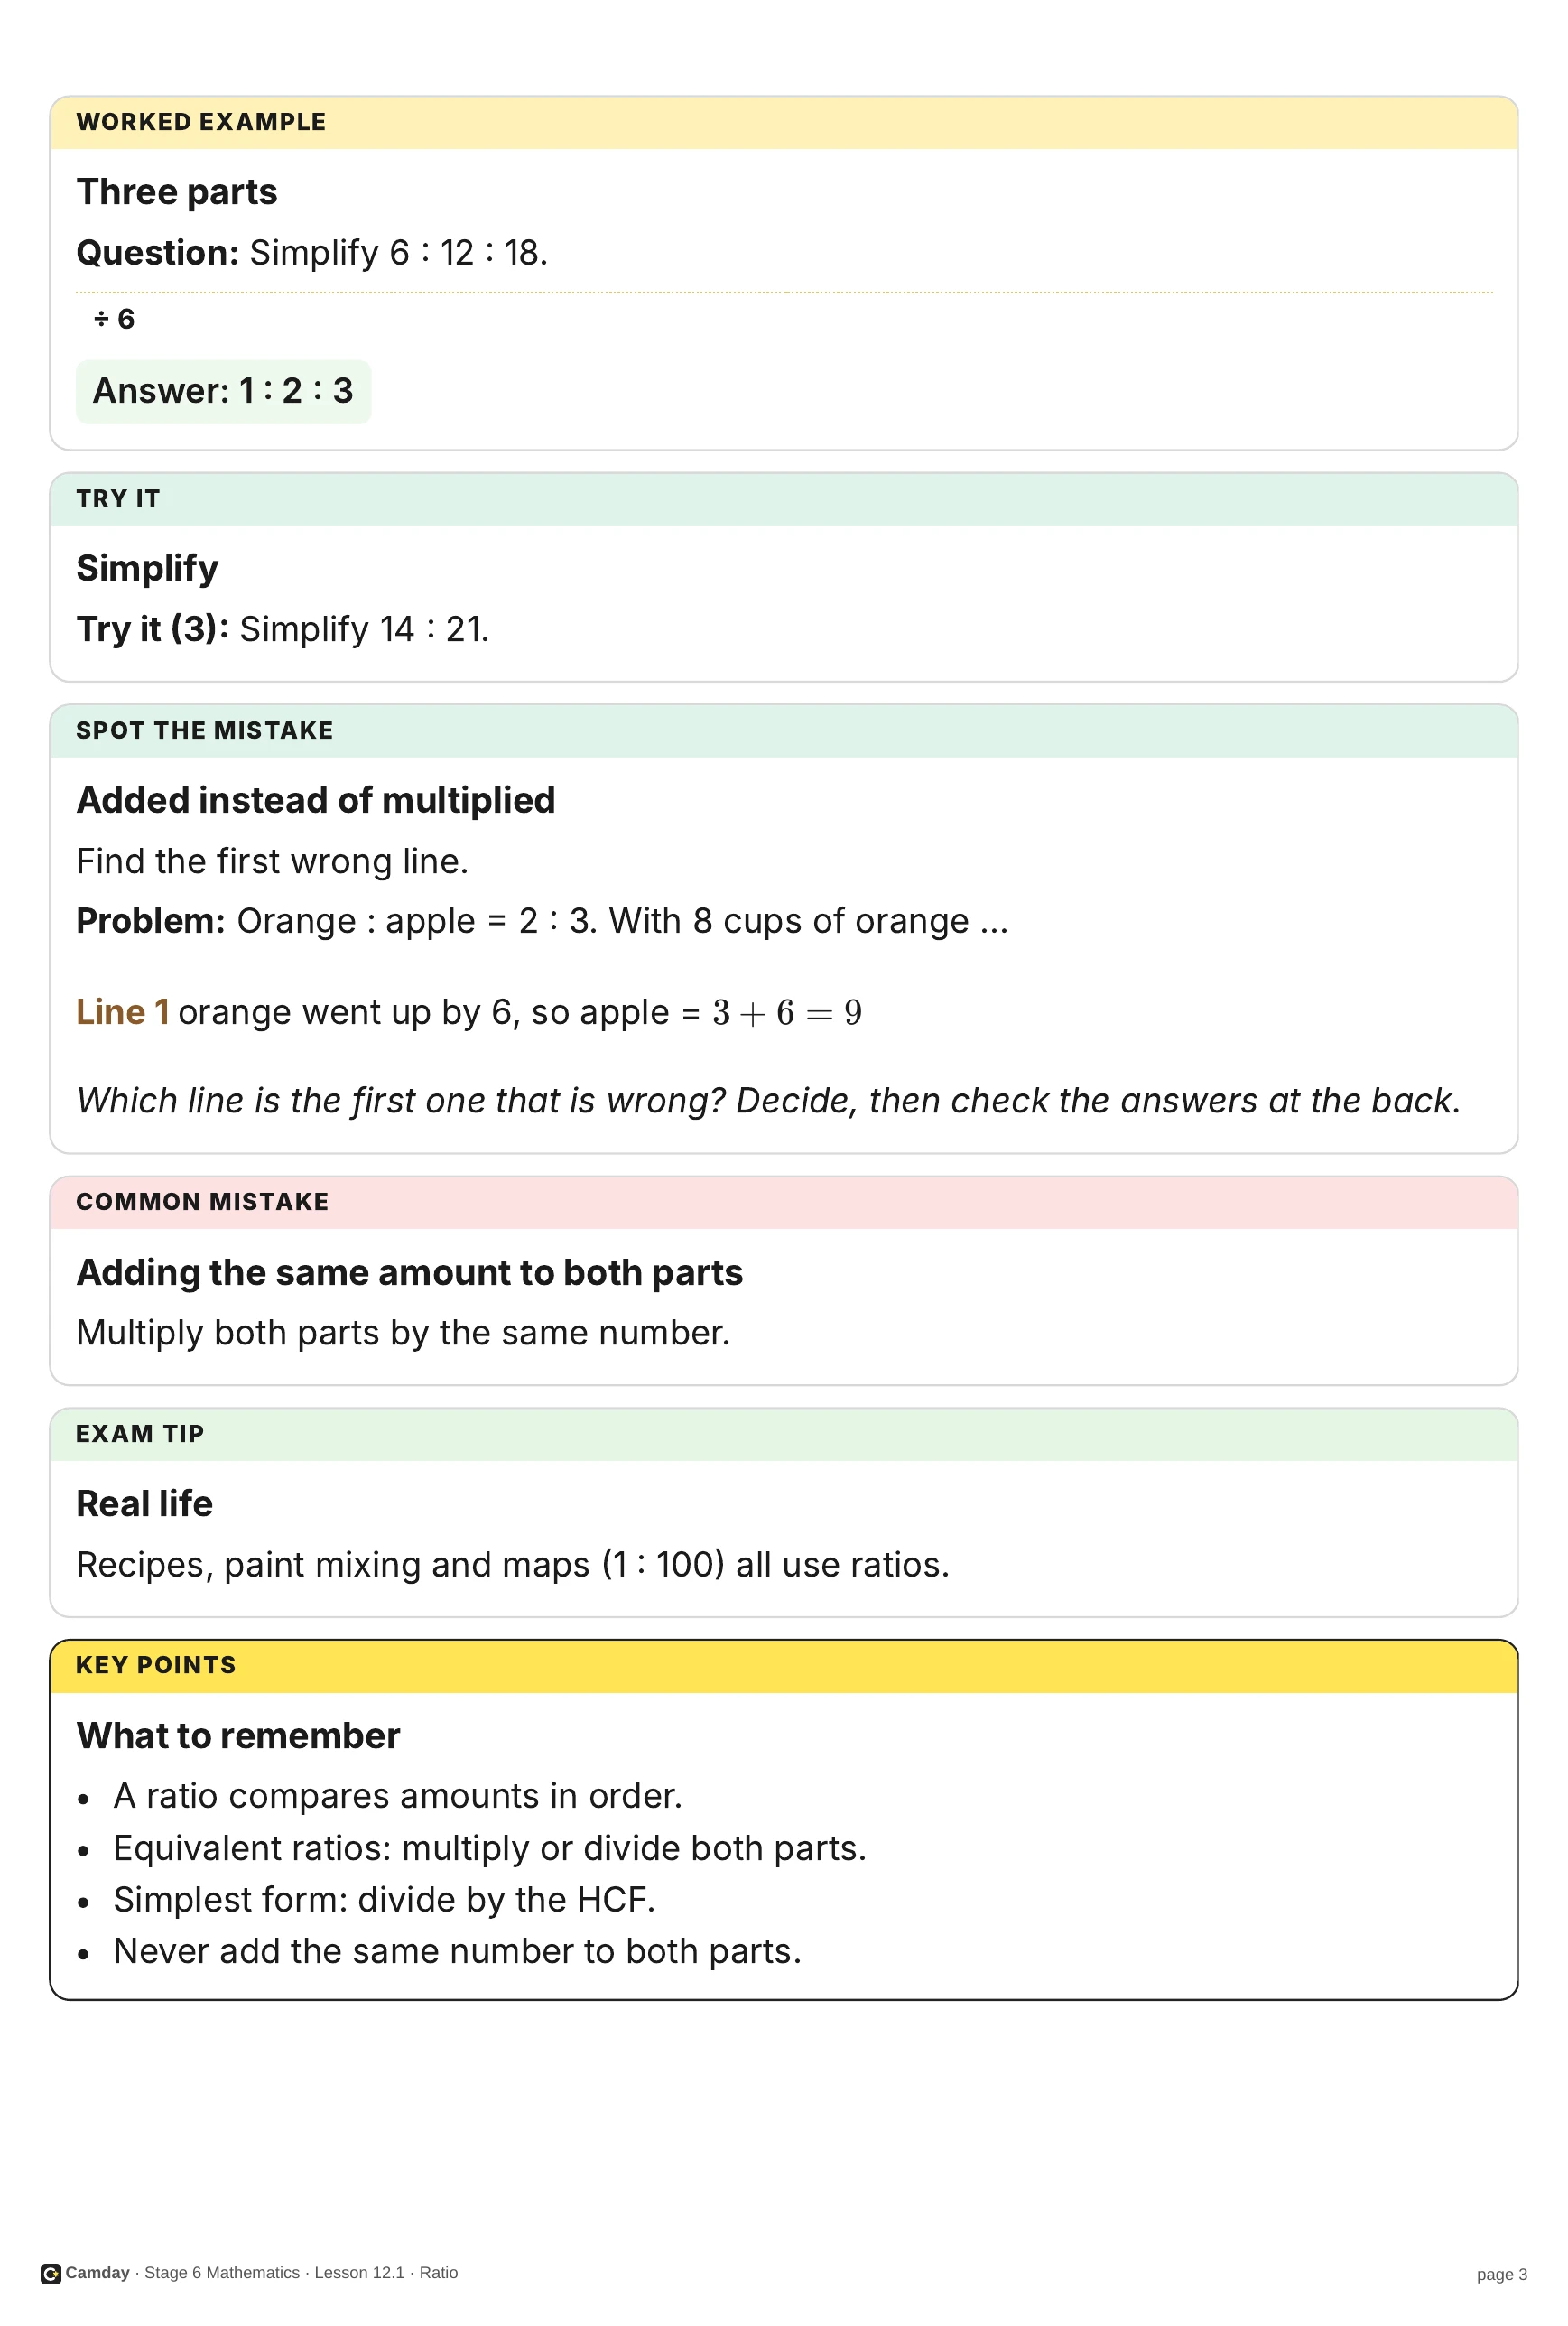 WORKED EXAMPLE
Three parts
Question: Simplify 6 : 12 : 18.
÷ 6
Answer: 1 : 2 : 3
TRY IT
Simplify
Try it (3): Simplify 14 : 21.
SPOT THE MISTAKE
Added instead of multiplied
Find the first wrong line.
Problem: Orange : apple = 2 : 3. With 8 cups of orange ...
Line 1 orange went up by 6, so apple = 3 + 6 = 9
Which line is the first one that is wrong? Decide, then check the answers at the back.
COMMON MISTAKE
Adding the same amount to both parts
Multiply both parts by the same number.
EXAM TIP
Real life
Recipes, paint mixing and maps (1 : 100) all use ratios.
KEY POINTS
What to remember
• A ratio compares amounts in order.
• Equivalent ratios: multiply or divide both parts.
• Simplest form: divide by the HCF.
• Never add the same number to both parts.
Camday · Stage 6 Mathematics · Lesson 12.1 · Ratio
page 3